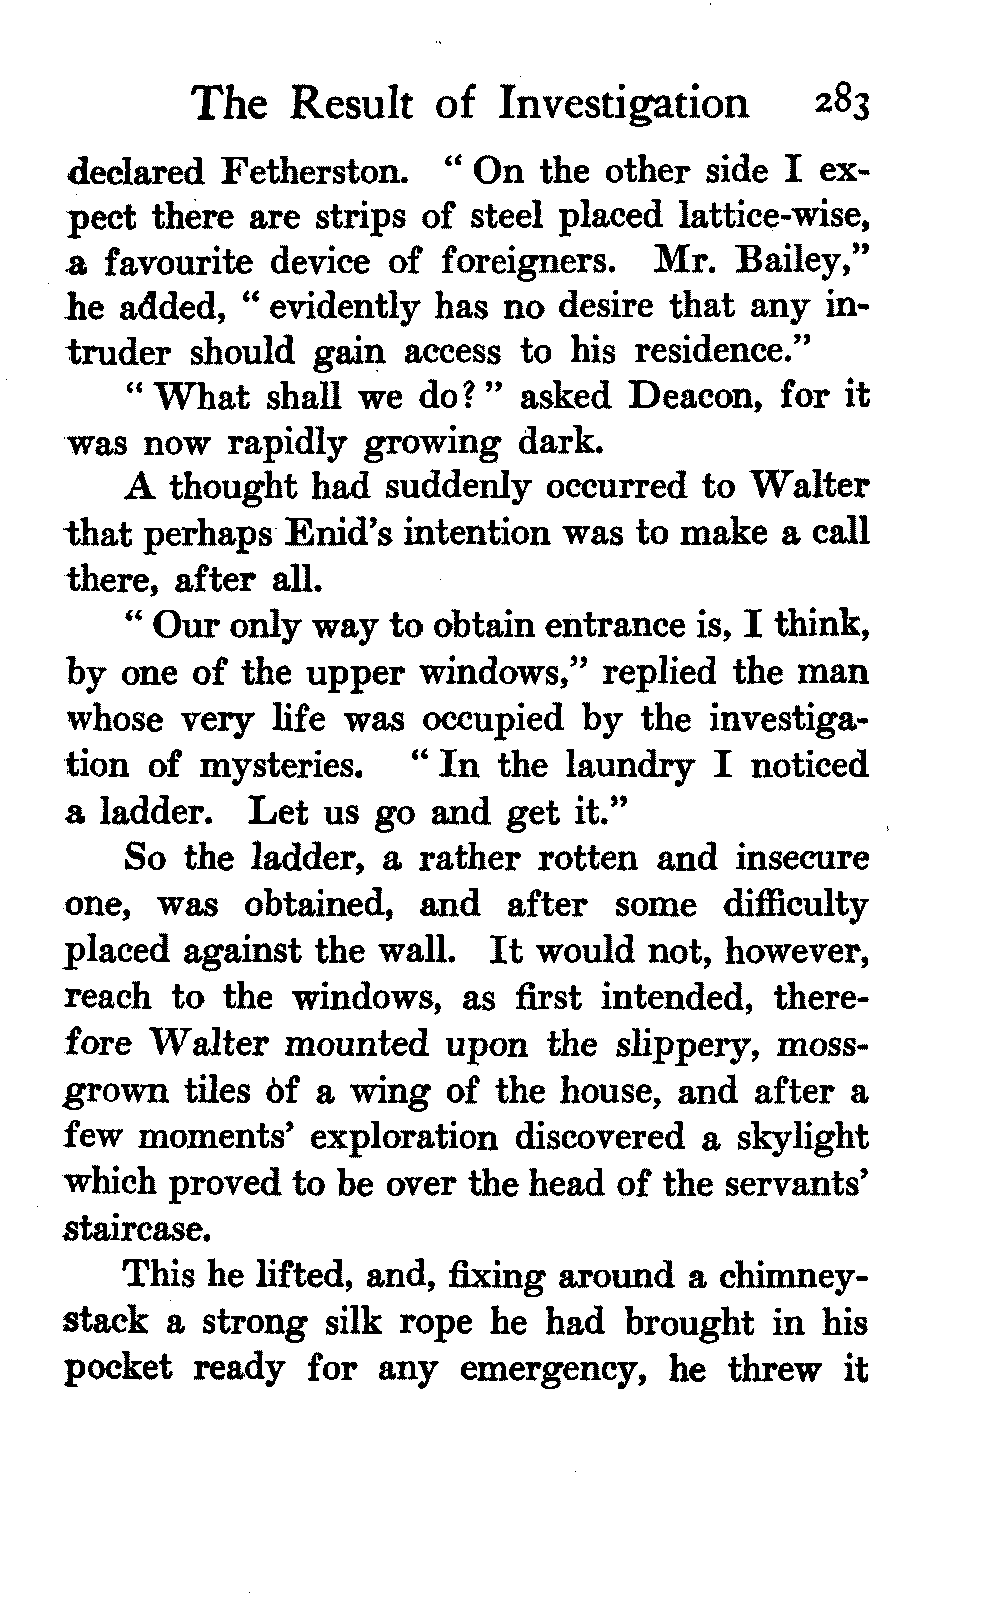 The Result of Investigation 283
declared Fetherston. “ On the other side I ex-
pect there are strips of steel placed lattice-wise,
a favourite device of foreigners. Mr. Bailey,”
he added, “ evidently has no desire that any in-
truder should gain access to his residence.”
“ What shall we do? ” asked Deacon, for it
was now rapidly growing dark.
A thought had suddenly occurred to Walter
that perhaps Enid’s intention was to make a call
there, after all.
“ Our only way to obtain entrance is, I think,
by one of the upper windows,” replied the man
whose very life was occupied by the investiga-
tion of mysteries. “ In the laundry I noticed
a ladder. Let us go and get it.”
So the ladder, a rather rotten and insecure
one, was obtained, and after some difficulty
placed against the wall. It would not, however,
reach to the windows, as first intended, there-
fore Walter mounted upon the slippery, moss-
grown tiles of a wing of the house, and after a
few moments’ exploration discovered a skylight
which proved to be over the head of the servants’
staircase.
This he lifted, and, fixing around a chimney-
stack a strong silk rope he had brought in his
pocket ready for any emergency, he threw it